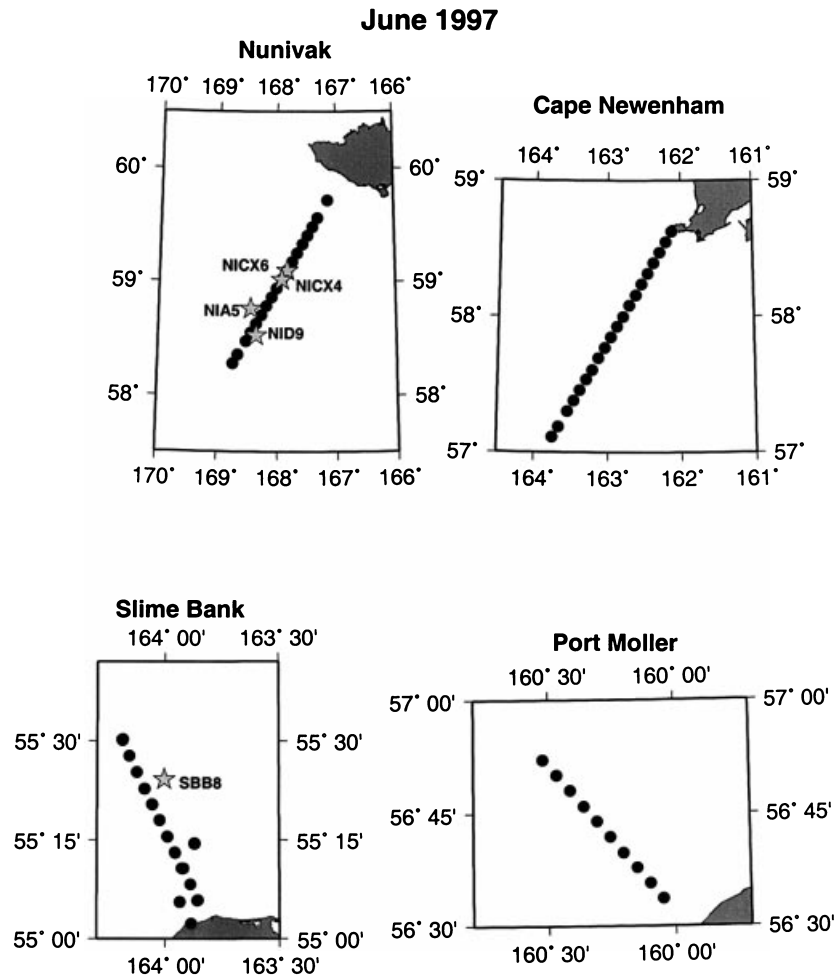 June 1997
Nunivak
170˚ 169˚ 168˚ 167˚ 166˚
60˚ 60˚
NICX6
59˚ 59˚
NICX4
NIA5
NID9
58˚ 58˚
170˚ 169˚ 168˚ 167˚ 166˚
Cape Newenham
164˚ 163˚ 162˚ 161˚
59˚ 59˚
58˚ 58˚
57˚ 57˚
164˚ 163˚ 162˚ 161˚
Slime Bank
164˚ 00' 163˚ 30'
55˚ 30' 55˚ 30'
SBB8
55˚ 15' 55˚ 15'
55˚ 00' 55˚ 00'
164˚ 00' 163˚ 30'
Port Moller
160˚ 30' 160˚ 00'
57˚ 00' 57˚ 00'
56˚ 45' 56˚ 45'
56˚ 30' 56˚ 30'
160˚ 30' 160˚ 00'